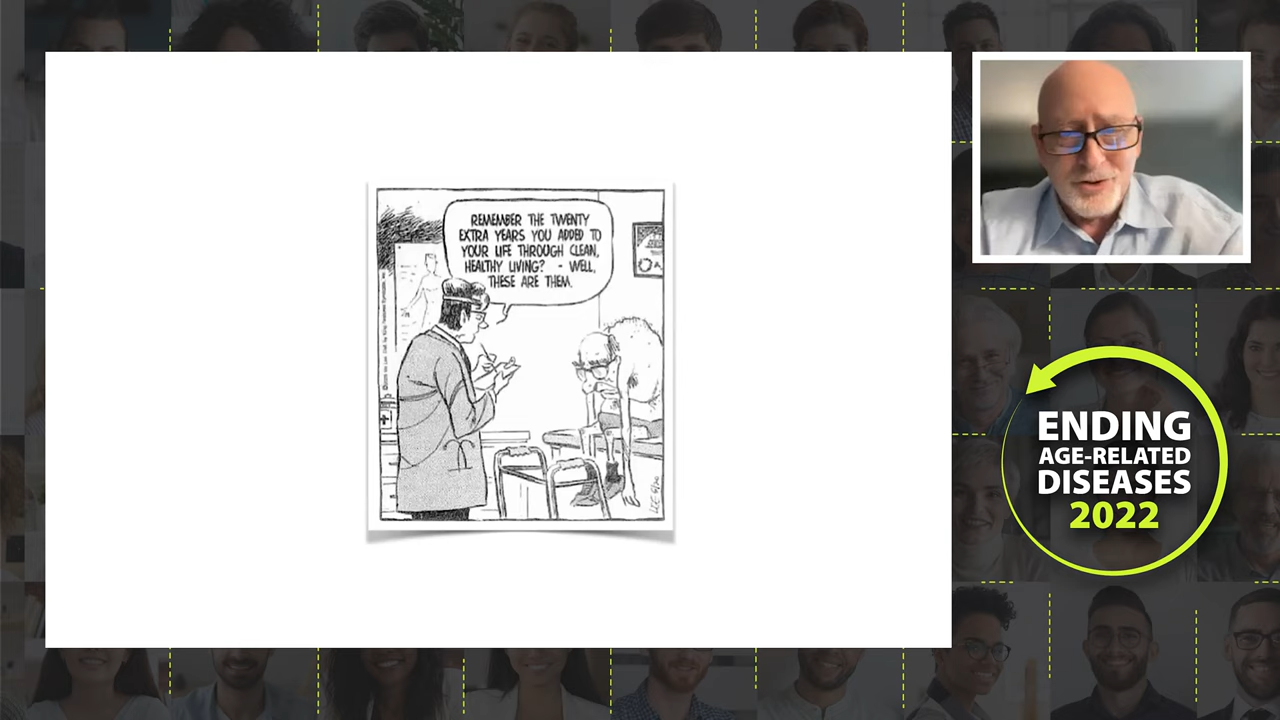 REMEMBER THE TWENTY
EXTRA YEARS YOU ADDED TO
YOUR LIFE THROUGH CLEAN,
HEALTHY LIVING? - WELL,
THESE ARE THEM.
ENDING
AGE-RELATED
DISEASES
2022